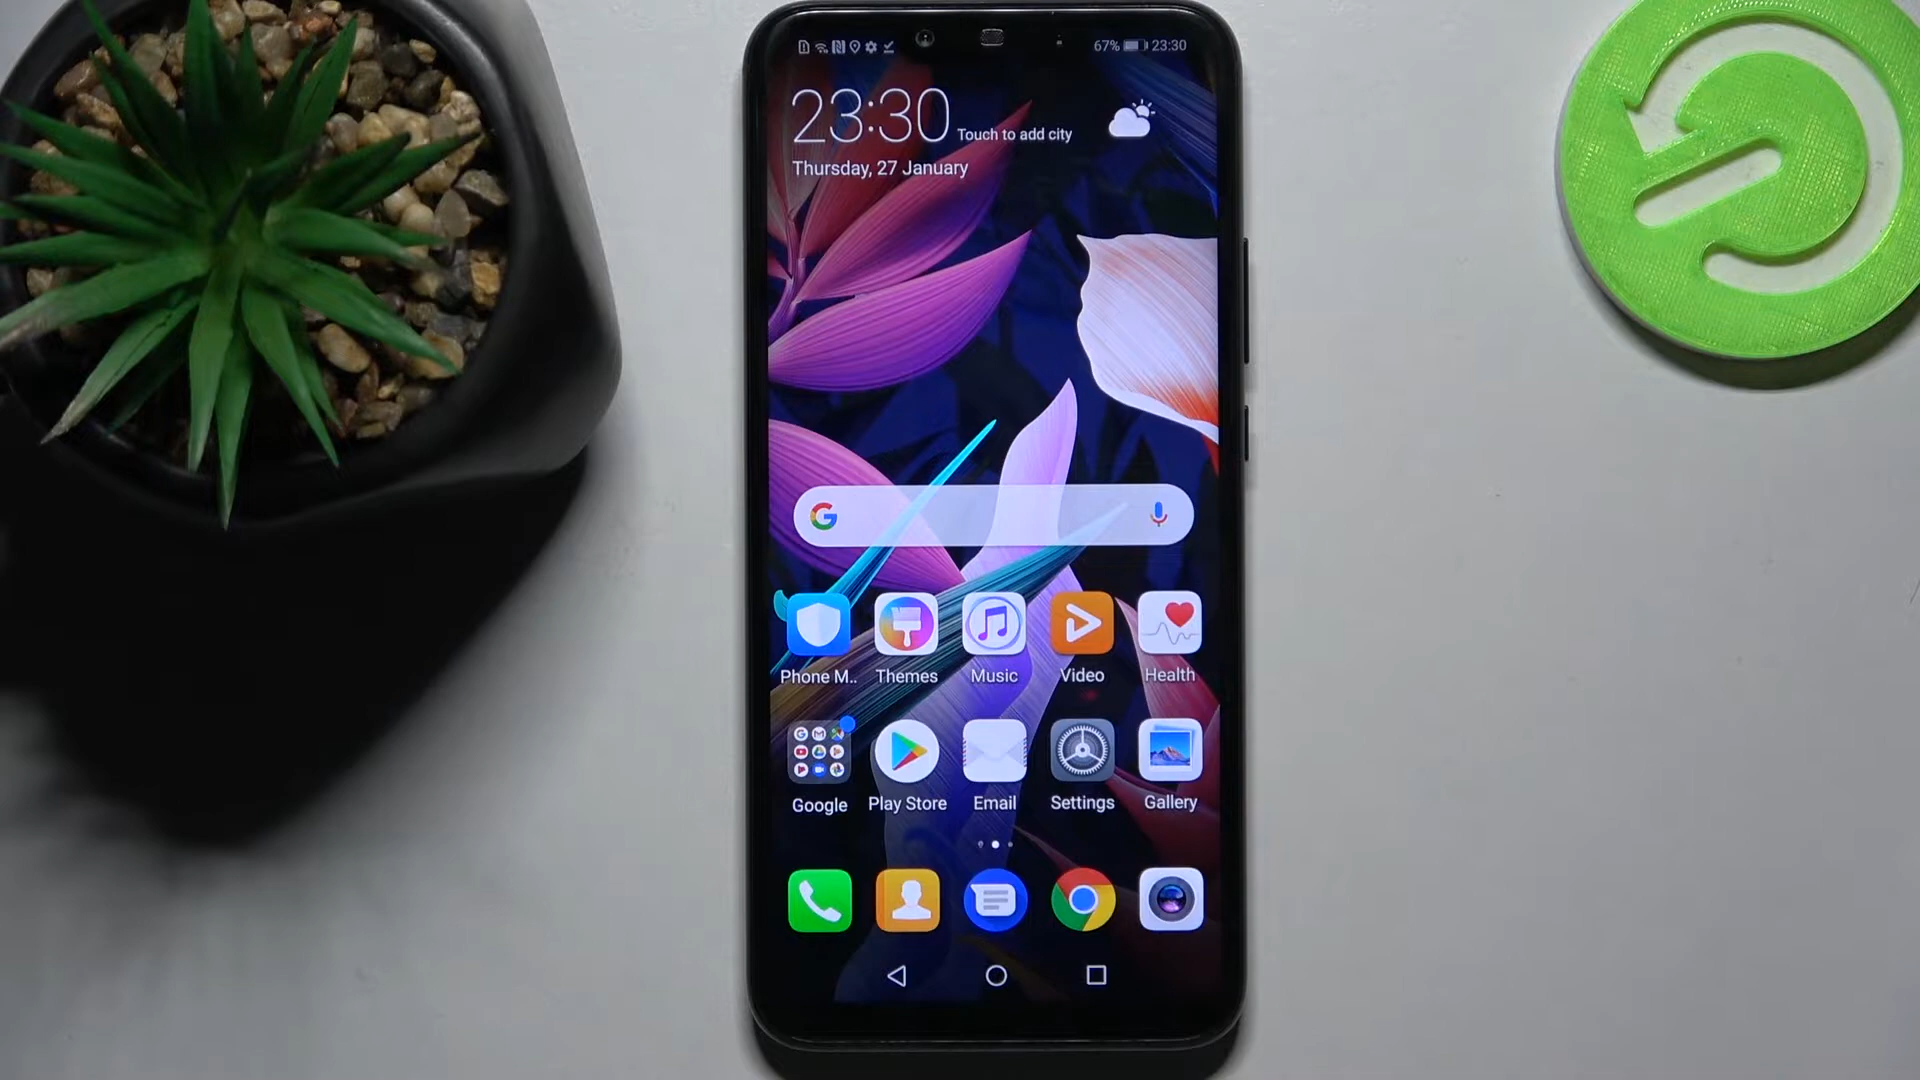 67% 23:30
23:30 Touch to add city
Thursday, 27 January
Phone M.. Themes Music Video Health
Google Play Store Email Settings Gallery